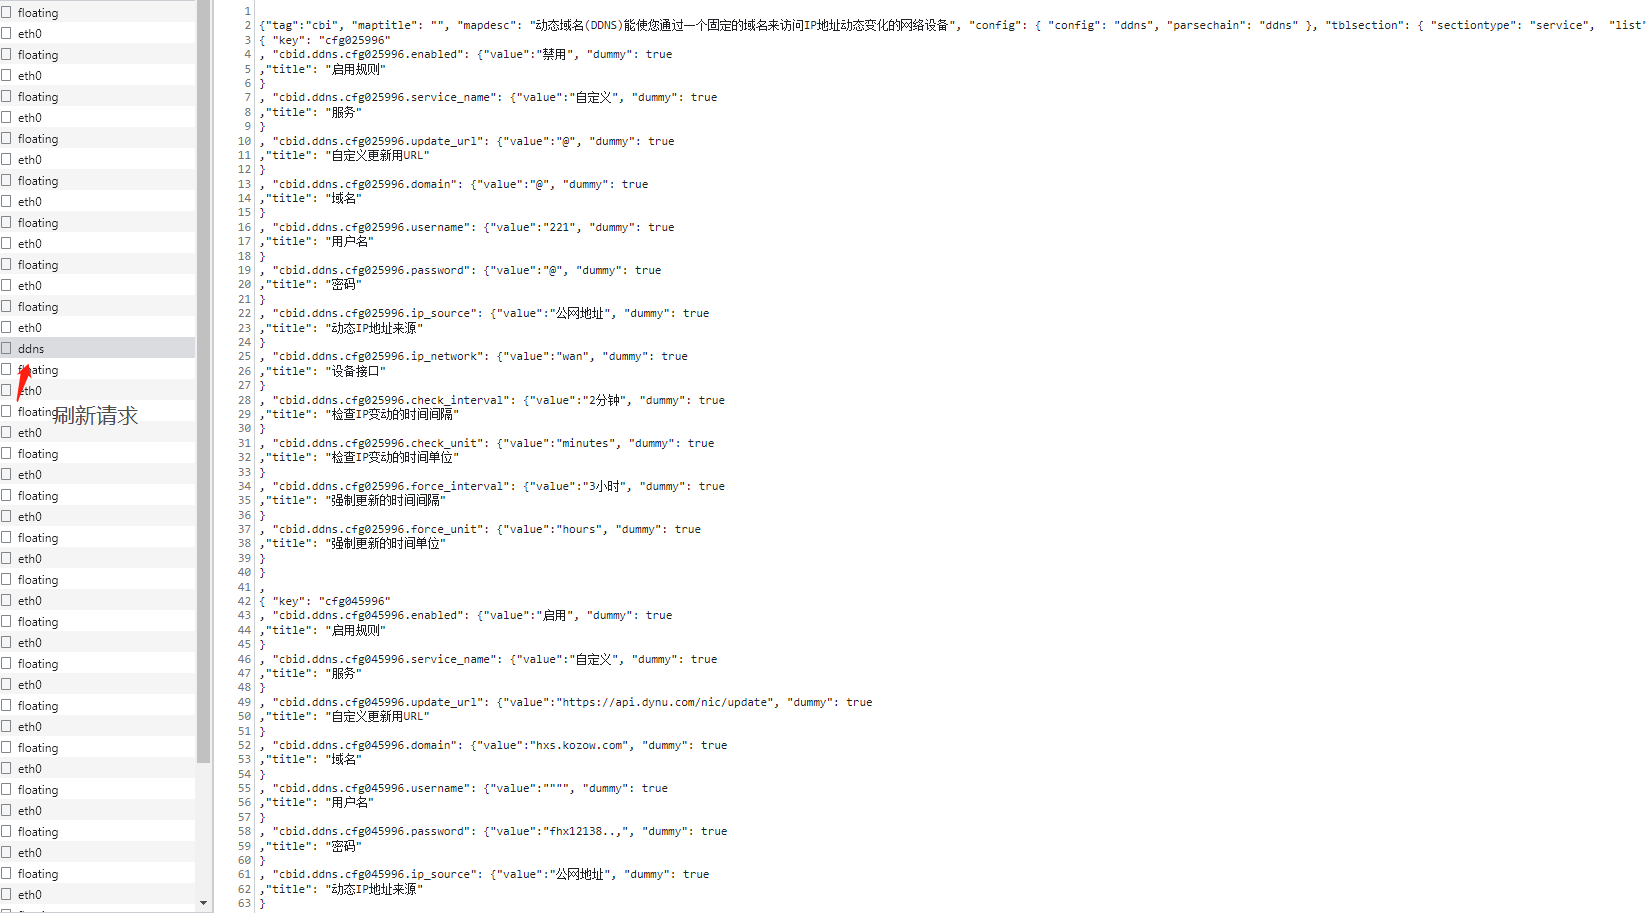 floating
eth0
floating
eth0
floating
eth0
floating
eth0
floating
eth0
floating
eth0
floating
eth0
floating
eth0
ddns
floating
eth0
floating
刷新请求
eth0
floating
eth0
floating
eth0
floating
eth0
floating
eth0
floating
eth0
floating
eth0
floating
eth0
floating
eth0
floating
eth0
floating
eth0
1
2 {"tag":"cbi", "maptitle": "", "mapdesc": "动态域名(DDNS)能使您通过一个固定的域名来访问IP地址动态变化的网络设备", "config": { "config": "ddns", "parsechain": "ddns" }, "tblsection": { "sectiontype": "service", "list"
3 { "key": "cfg025996"
4 , "cbid.ddns.cfg025996.enabled": {"value":"禁用", "dummy": true
5 ,"title": "启用规则"
6 }
7 , "cbid.ddns.cfg025996.service_name": {"value":"自定义", "dummy": true
8 ,"title": "服务"
9 }
10 , "cbid.ddns.cfg025996.update_url": {"value":"@", "dummy": true
11 ,"title": "自定义更新用URL"
12 }
13 , "cbid.ddns.cfg025996.domain": {"value":"@", "dummy": true
14 ,"title": "域名"
15 }
16 , "cbid.ddns.cfg025996.username": {"value":"221", "dummy": true
17 ,"title": "用户名"
18 }
19 , "cbid.ddns.cfg025996.password": {"value":"@", "dummy": true
20 ,"title": "密码"
21 }
22 , "cbid.ddns.cfg025996.ip_source": {"value":"公网地址", "dummy": true
23 ,"title": "动态IP地址来源"
24 }
25 , "cbid.ddns.cfg025996.ip_network": {"value":"wan", "dummy": true
26 ,"title": "设备接口"
27 }
28 , "cbid.ddns.cfg025996.check_interval": {"value":"2分钟", "dummy": true
29 ,"title": "检查IP变动的时间间隔"
30 }
31 , "cbid.ddns.cfg025996.check_unit": {"value":"minutes", "dummy": true
32 ,"title": "检查IP变动的时间单位"
33 }
34 , "cbid.ddns.cfg025996.force_interval": {"value":"3小时", "dummy": true
35 ,"title": "强制更新的时间间隔"
36 }
37 , "cbid.ddns.cfg025996.force_unit": {"value":"hours", "dummy": true
38 ,"title": "强制更新的时间单位"
39 }
40 }
41 ,
42 { "key": "cfg045996"
43 , "cbid.ddns.cfg045996.enabled": {"value":"启用", "dummy": true
44 ,"title": "启用规则"
45 }
46 , "cbid.ddns.cfg045996.service_name": {"value":"自定义", "dummy": true
47 ,"title": "服务"
48 }
49 , "cbid.ddns.cfg045996.update_url": {"value":"https://api.dynu.com/nic/update", "dummy": true
50 ,"title": "自定义更新用URL"
51 }
52 , "cbid.ddns.cfg045996.domain": {"value":"hxs.kozow.com", "dummy": true
53 ,"title": "域名"
54 }
55 , "cbid.ddns.cfg045996.username": {"value":"""", "dummy": true
56 ,"title": "用户名"
57 }
58 , "cbid.ddns.cfg045996.password": {"value":"fhx12138..,", "dummy": true
59 ,"title": "密码"
60 }
61 , "cbid.ddns.cfg045996.ip_source": {"value":"公网地址", "dummy": true
62 ,"title": "动态IP地址来源"
63 }